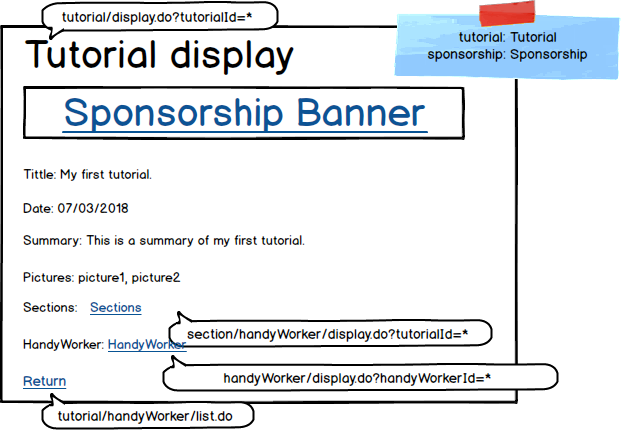 tutorial/display.do?tutorialId=*
tutorial: Tutorial
sponsorship: Sponsorship
Tutorial display
Sponsorship Banner
Tittle: My first tutorial.
Date: 07/03/2018
Summary: This is a summary of my first tutorial.
Pictures: picture1, picture2
Sections: Sections
section/handyWorker/display.do?tutorialId=*
HandyWorker: HandyWorker
handyWorker/display.do?handyWorkerId=*
Return
tutorial/handyWorker/list.do